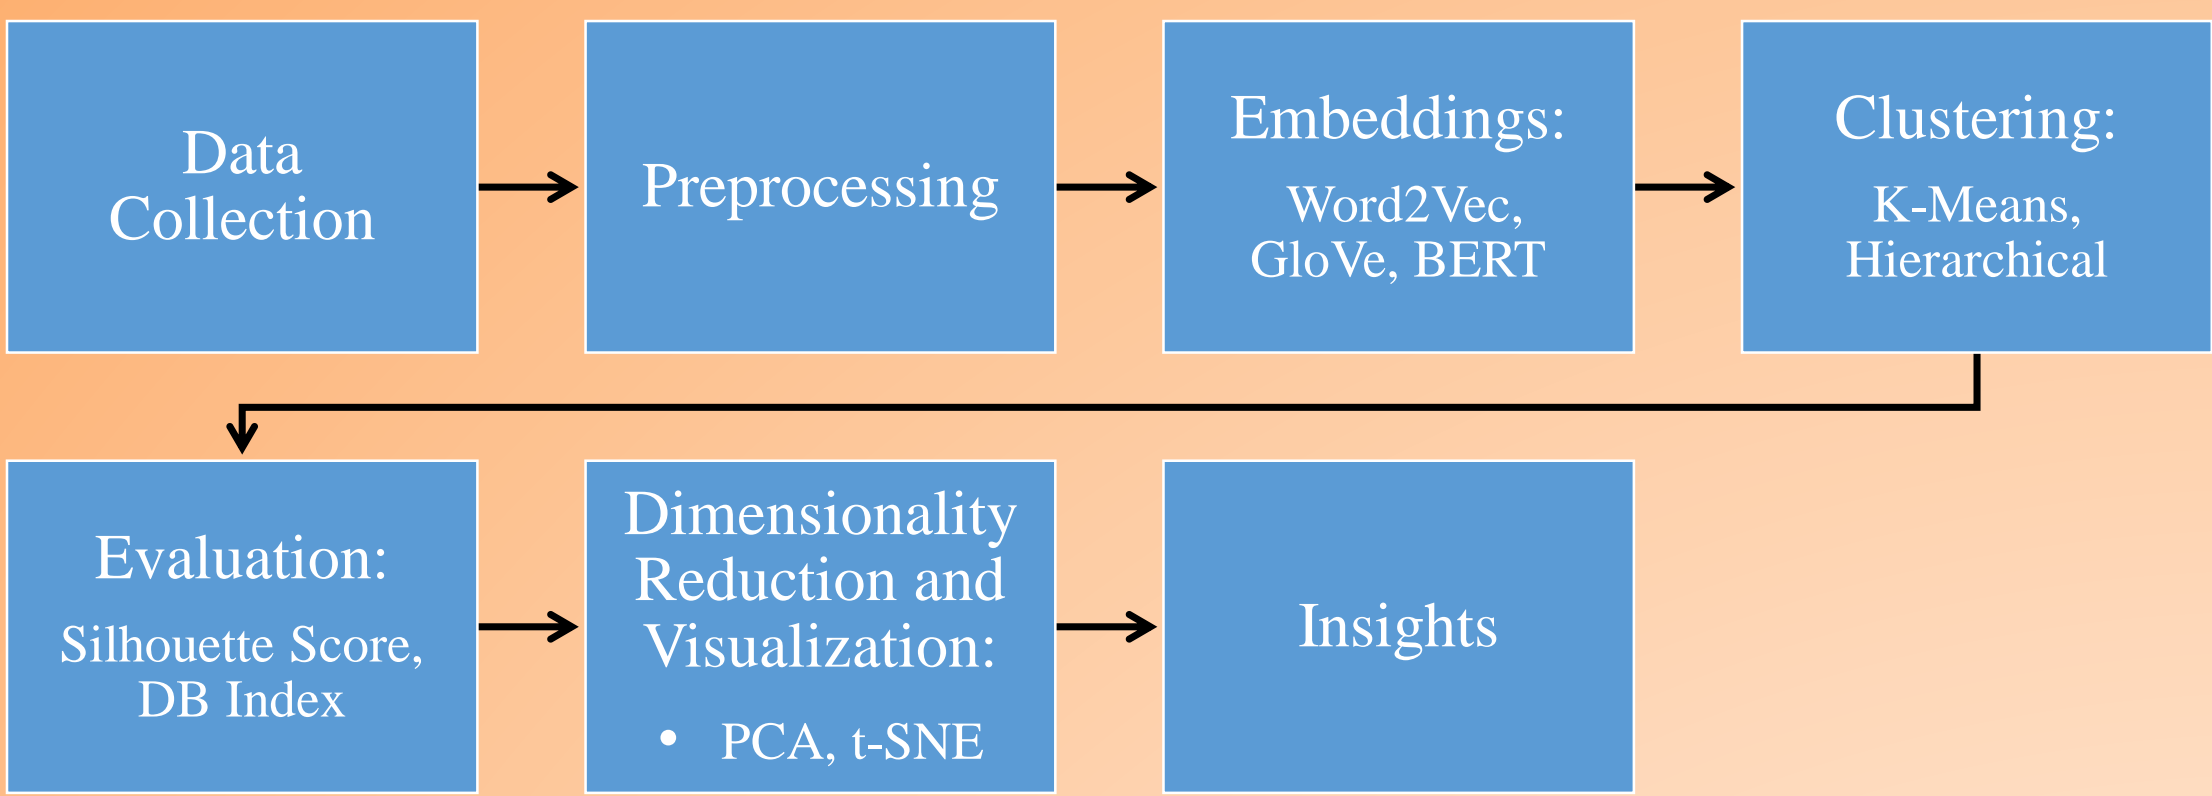 Data
Collection
Preprocessing
Embeddings:
Word2Vec,
GloVe, BERT
Clustering:
K-Means,
Hierarchical
Evaluation:
Silhouette Score,
DB Index
Dimensionality
Reduction and
Visualization:
• PCA, t-SNE
Insights